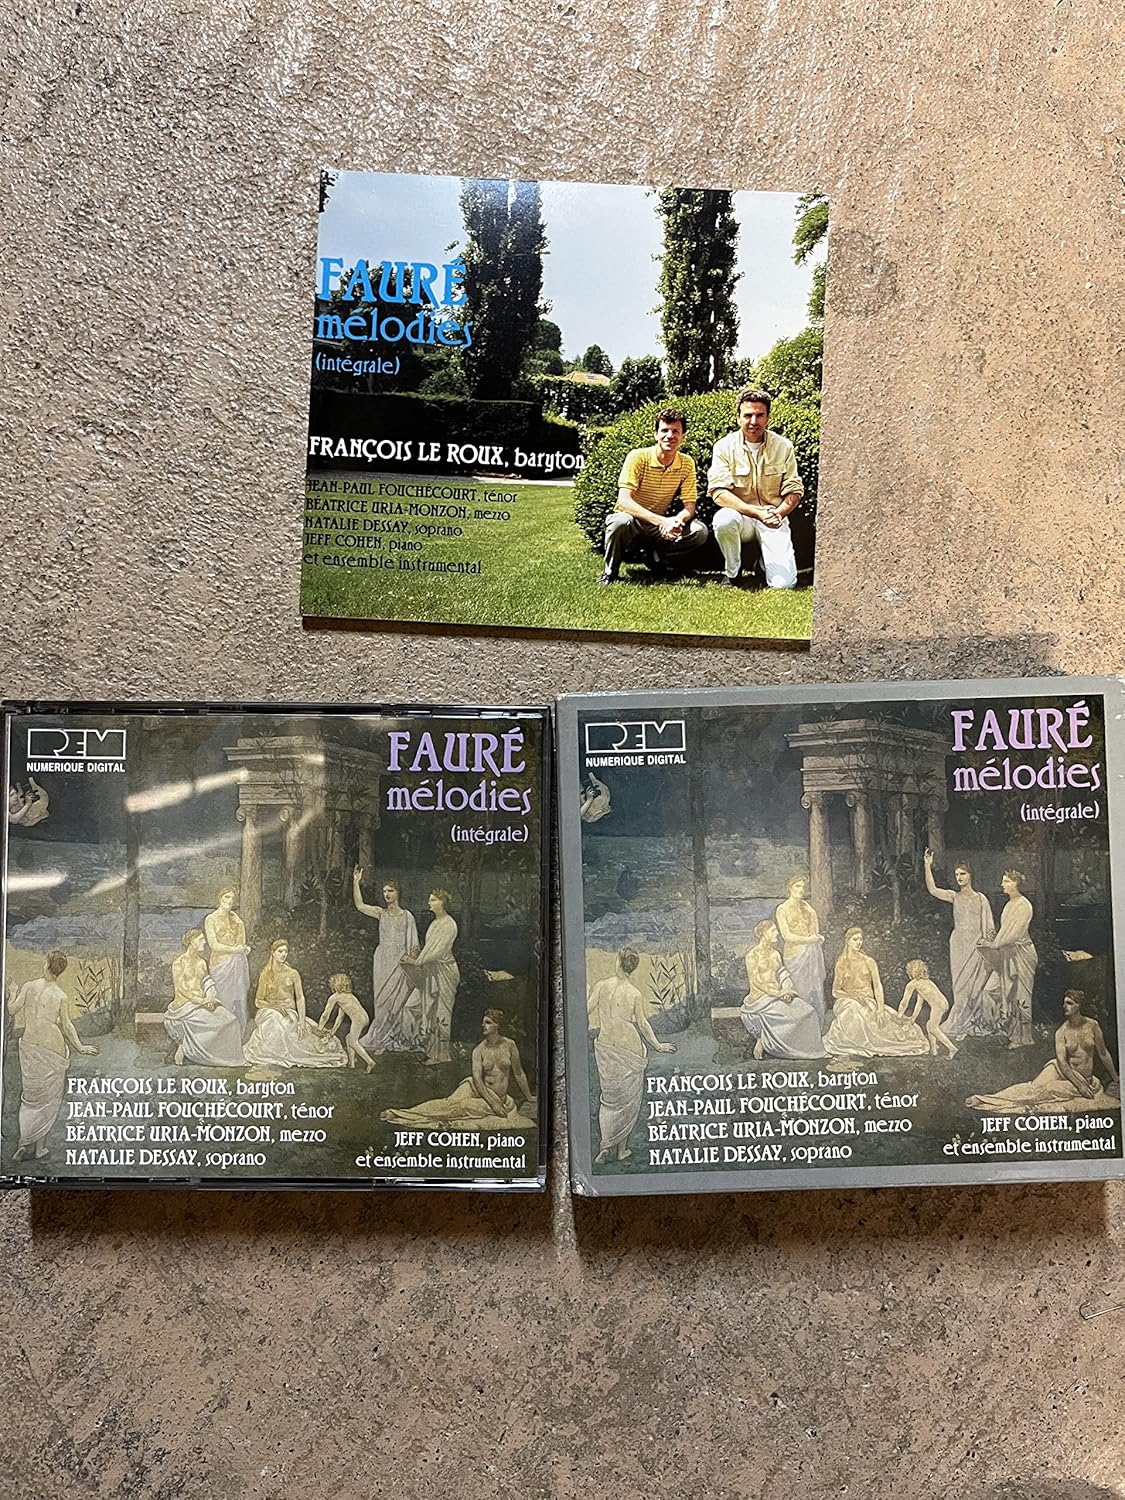 FAURÉ
mélodies
(intégrale)
FRANÇOIS LE ROUX, baryton
JEAN-PAUL FOUCHÉCOURT, ténor
BÉATRICE URIA-MONZON, mezzo
NATALIE DESSAY, soprano
JEFF COHEN, piano
et ensemble instrumental
REM
NUMERIQUE DIGITAL
FAURÉ
mélodies
(intégrale)
FRANÇOIS LE ROUX, baryton
JEAN-PAUL FOUCHÉCOURT, ténor
BÉATRICE URIA-MONZON, mezzo
NATALIE DESSAY, soprano
JEFF COHEN, piano
et ensemble instrumental
REM
NUMERIQUE DIGITAL
FAURÉ
mélodies
(intégrale)
FRANÇOIS LE ROUX, baryton
JEAN-PAUL FOUCHÉCOURT, ténor
BÉATRICE URIA-MONZON, mezzo
NATALIE DESSAY, soprano
JEFF COHEN, piano
et ensemble instrumental